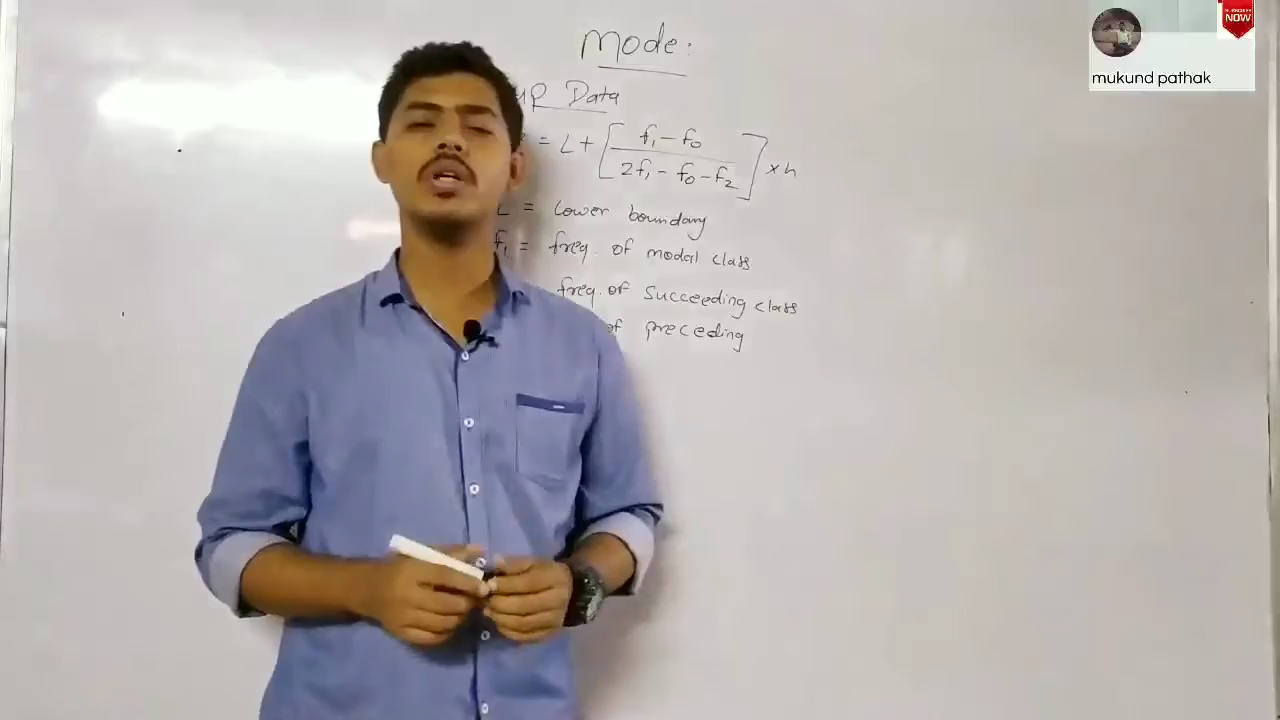 Mode:
Data
= L + [ f₁ - f₀ / 2f₁ - f₀ - f₂ ] × h
= lower boundary
f₁ = freq. of modal class
freq. of succeeding class
of preceding
NOW
mukund pathak